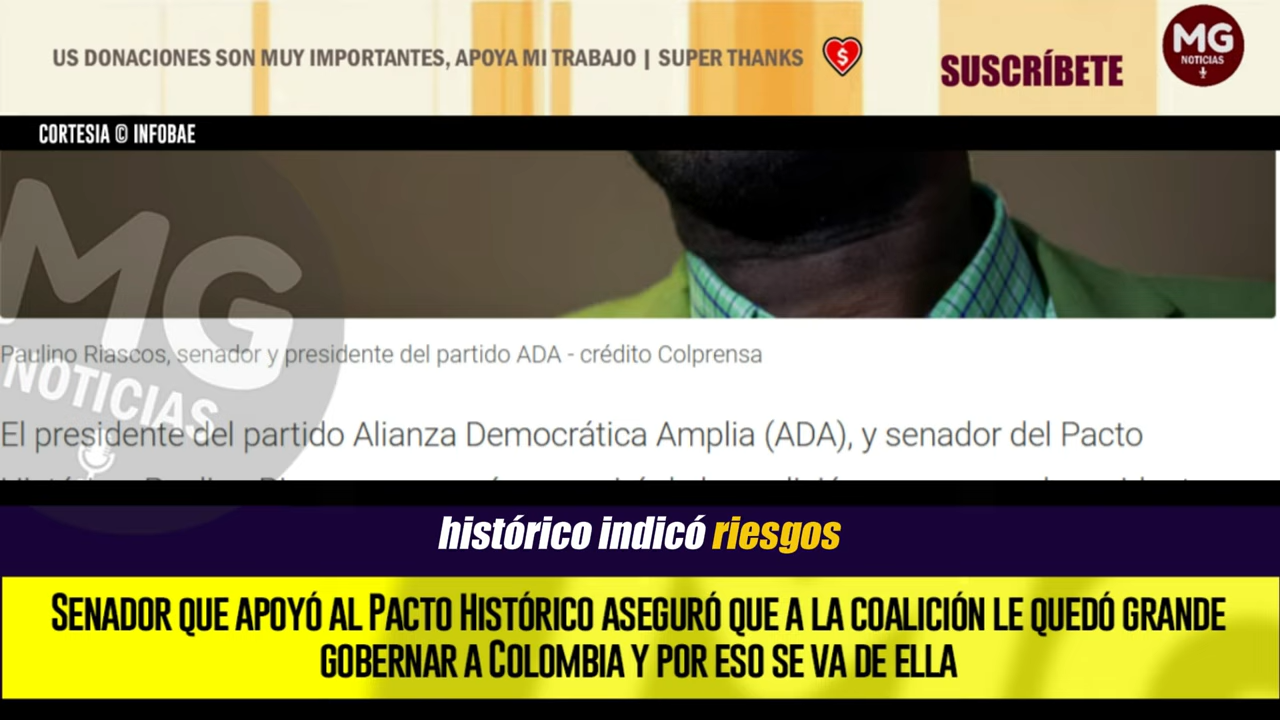 US DONACIONES SON MUY IMPORTANTES, APOYA MI TRABAJO | SUPER THANKS
SUSCRÍBETE
MG
NOTICIAS
CORTESIA © INFOBAE
MG
NOTICIAS
Paulino Riascos, senador y presidente del partido ADA - crédito Colprensa
El presidente del partido Alianza Democrática Amplia (ADA), y senador del Pacto
histórico indicó riesgos
SENADOR QUE APOYÓ AL PACTO HISTÓRICO ASEGURÓ QUE A LA COALICIÓN LE QUEDÓ GRANDE
GOBERNAR A COLOMBIA Y POR ESO SE VA DE ELLA